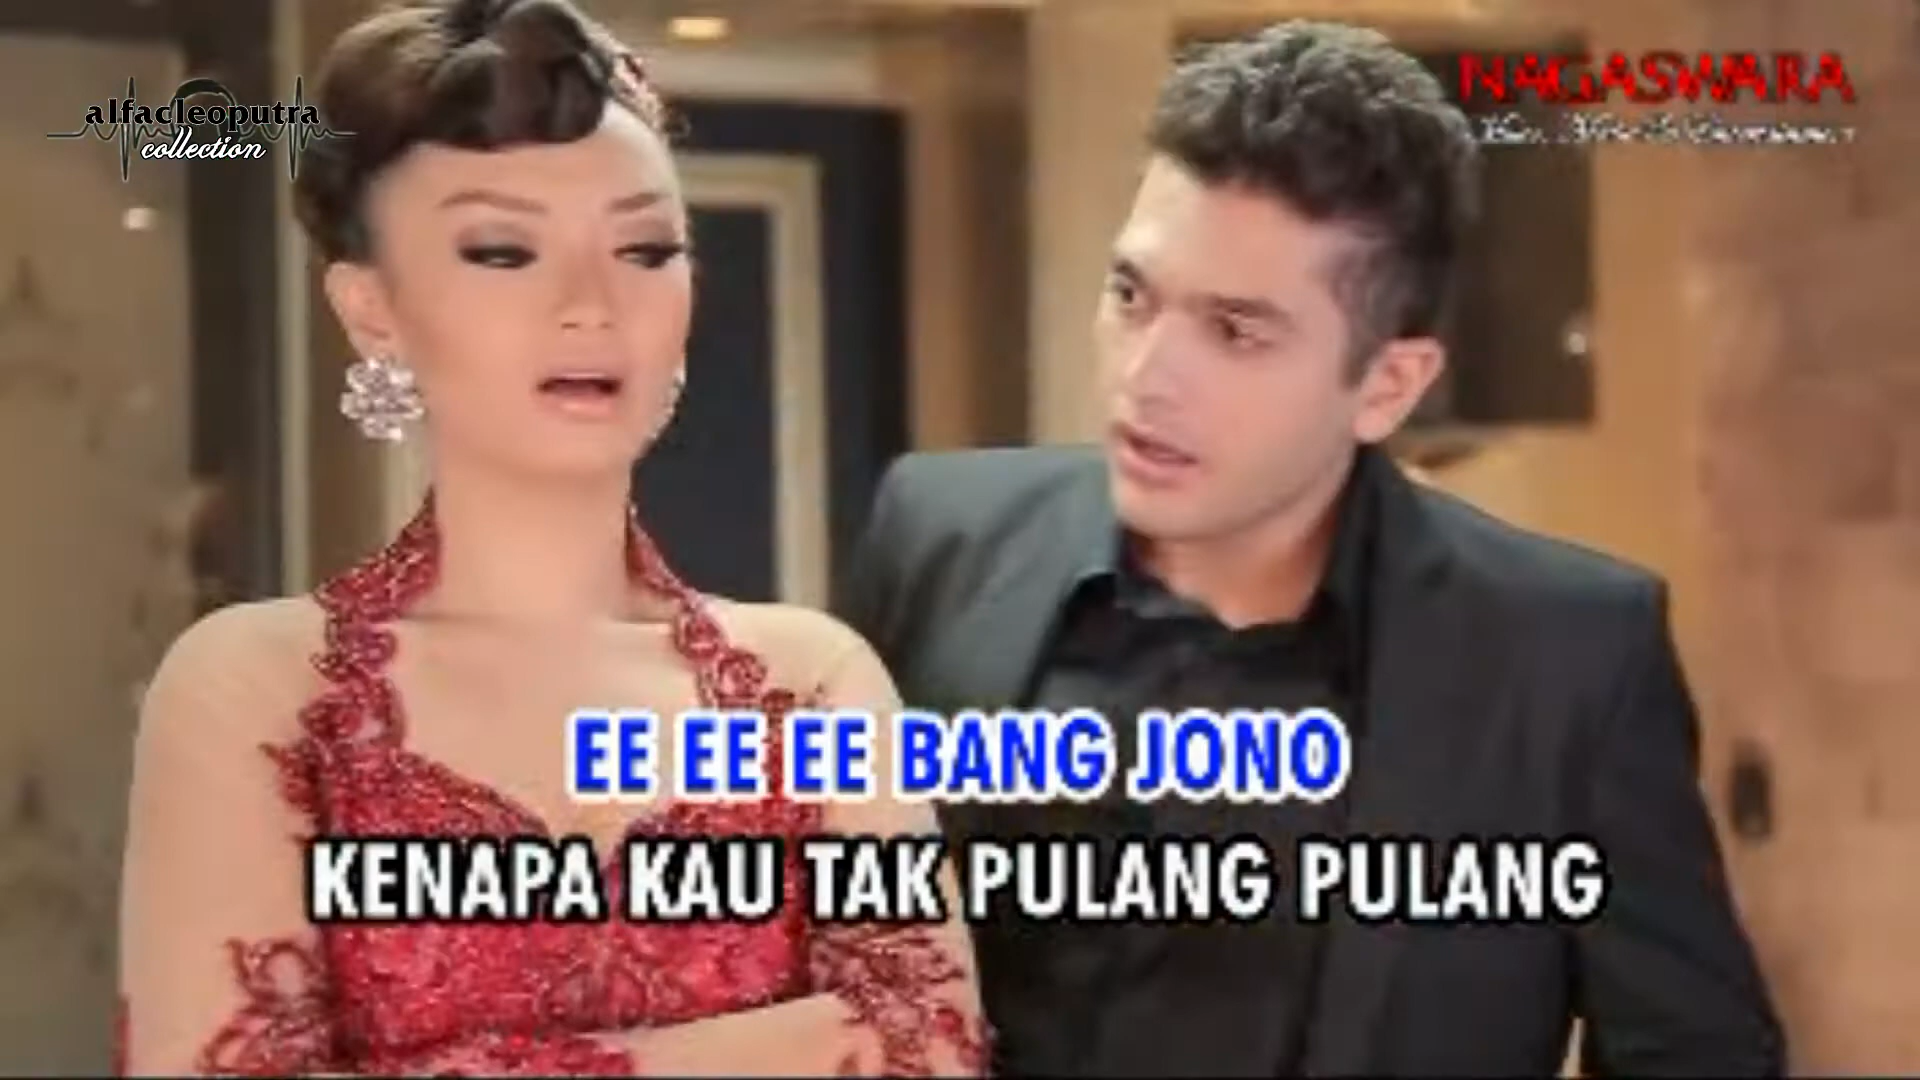 alfacleoputra
collection
NAGASWARA
EE EE EE BANG JONO
KENAPA KAU TAK PULANG PULANG